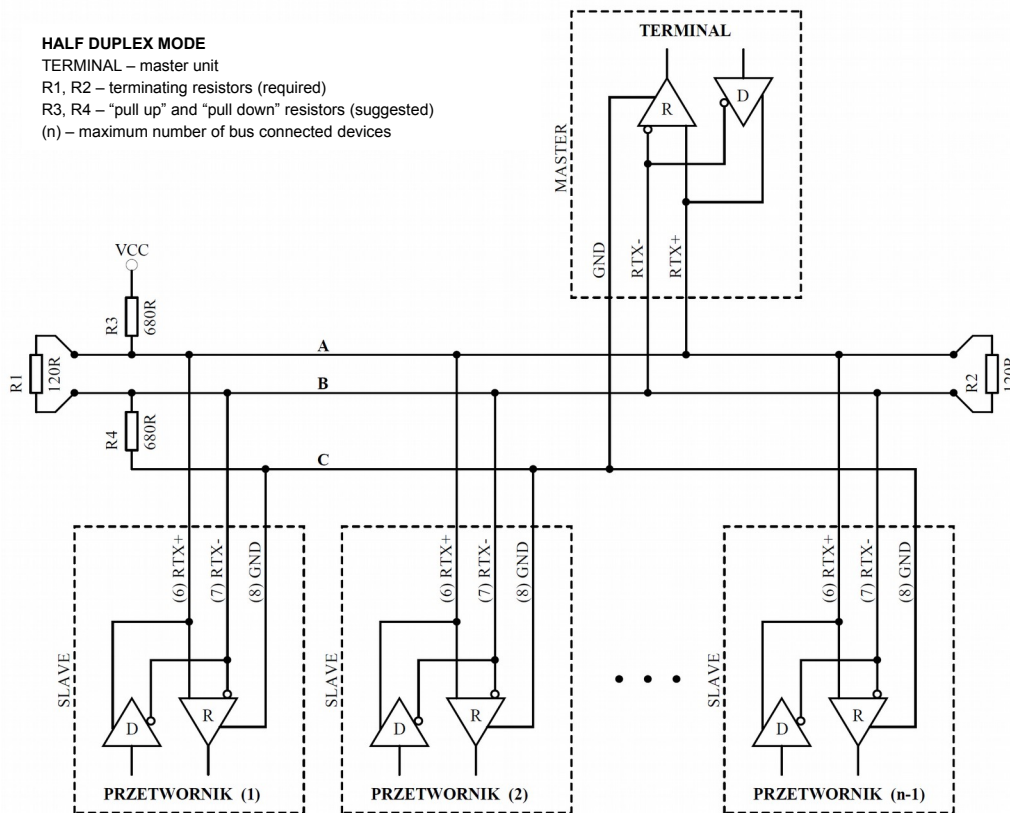 HALF DUPLEX MODE
TERMINAL – master unit
R1, R2 – terminating resistors (required)
R3, R4 – “pull up” and “pull down” resistors (suggested)
(n) – maximum number of bus connected devices
TERMINAL
R
D
MASTER
GND
RTX-
RTX+
VCC
R3
680R
A
R1
120R
B
R2
120R
R4
680R
C
(6) RTX+
(7) RTX-
(8) GND
(6) RTX+
(7) RTX-
(8) GND
(6) RTX+
(7) RTX-
(8) GND
SLAVE
D
R
SLAVE
D
R
• • •
SLAVE
D
R
PRZETWORNIK (1)
PRZETWORNIK (2)
PRZETWORNIK (n-1)